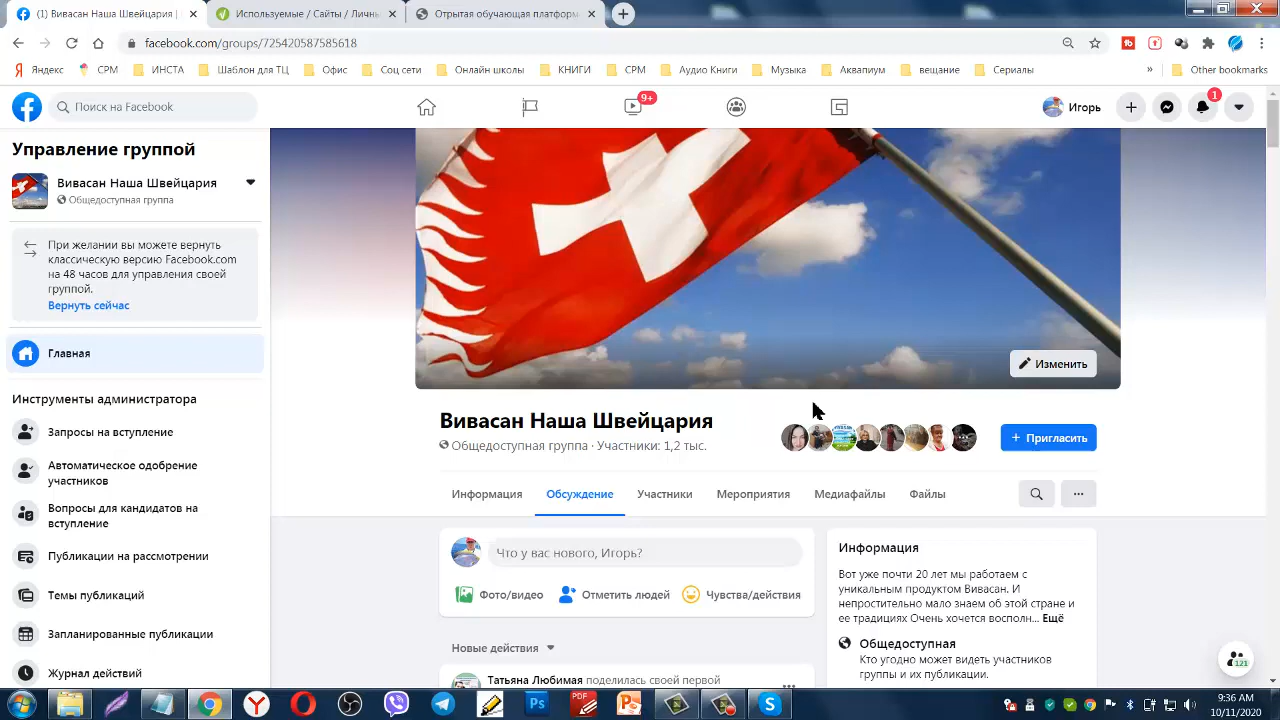 (1) Вивасан Наша Швейцария |
Используемые / Сайты / Личны
Отрытая обучающая платформ
facebook.com/groups/725420587585618
Яндекс
СРМ
ИНСТА
Шаблон для ТЦ
Офис
Соц сети
Онлайн школы
КНИГИ
СРМ
Аудио Книги
Музыка
Аквапиум
вещание
Сериалы
»
Other bookmarks
Поиск на Facebook
9+
Игорь
1
Управление группой
Вивасан Наша Швейцария
Общедоступная группа
При желании вы можете вернуть
классическую версию Facebook.com
на 48 часов для управления своей
группой.
Вернуть сейчас
Главная
Инструменты администратора
Запросы на вступление
Автоматическое одобрение
участников
Вопросы для кандидатов на
вступление
Публикации на рассмотрении
Темы публикаций
Запланированные публикации
Журнал действий
Изменить
Вивасан Наша Швейцария
Общедоступная группа · Участники: 1,2 тыс.
+ Пригласить
Информация
Обсуждение
Участники
Мероприятия
Медиафайлы
Файлы
Что у вас нового, Игорь?
Фото/видео
Отметить людей
Чувства/действия
Новые действия
Татьяна Любимая поделилась своей первой
Информация
Вот уже почти 20 лет мы работаем с
уникальным продуктом Вивасан. И
непростительно мало знаем об этой стране и
ее традициях Очень хочется восполн... Ещё
Общедоступная
Кто угодно может видеть участников
группы и их публикации.
121
9:36 AM
10/11/2020